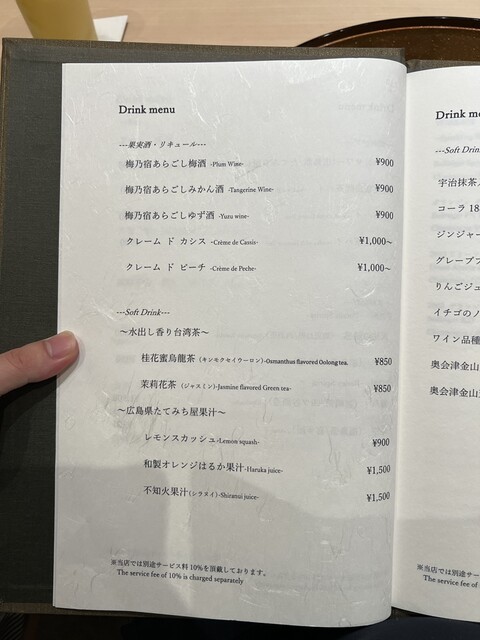 Drink menu
---果実酒・リキュール---
梅乃宿あらごし梅酒 -Plum Wine- ¥900
梅乃宿あらごしみかん酒 -Tangerine Wine- ¥900
梅乃宿あらごしゆず酒 -Yuzu wine- ¥900
クレーム ド カシス -Crème de Cassis- ¥1,000～
クレーム ド ピーチ -Crème de Peche- ¥1,000～
---Soft Drink---
～水出し香り台湾茶～
桂花蜜烏龍茶（キンモクセイウーロン）-Osmanthus flavored Oolong tea. ¥850
茉莉花茶（ジャスミン）-Jasmine flavored Green tea- ¥850
～広島県たてみち屋果汁～
レモンスカッシュ-Lemon squash- ¥900
和製オレンジはるか果汁-Haruka juice- ¥1,500
不知火果汁(シラヌイ)-Shiranui juice- ¥1,500
※当店では別途サービス料10%を頂戴しております。
The service fee of 10% is charged separately
Drink me
---Soft Drin
宇治抹茶
コーラ 18
ジンジャー
グレープ
りんごジュ
イチゴのノ
ワイン品種
奥会津金山
奥会津金山
※当店では別途
The service fee of